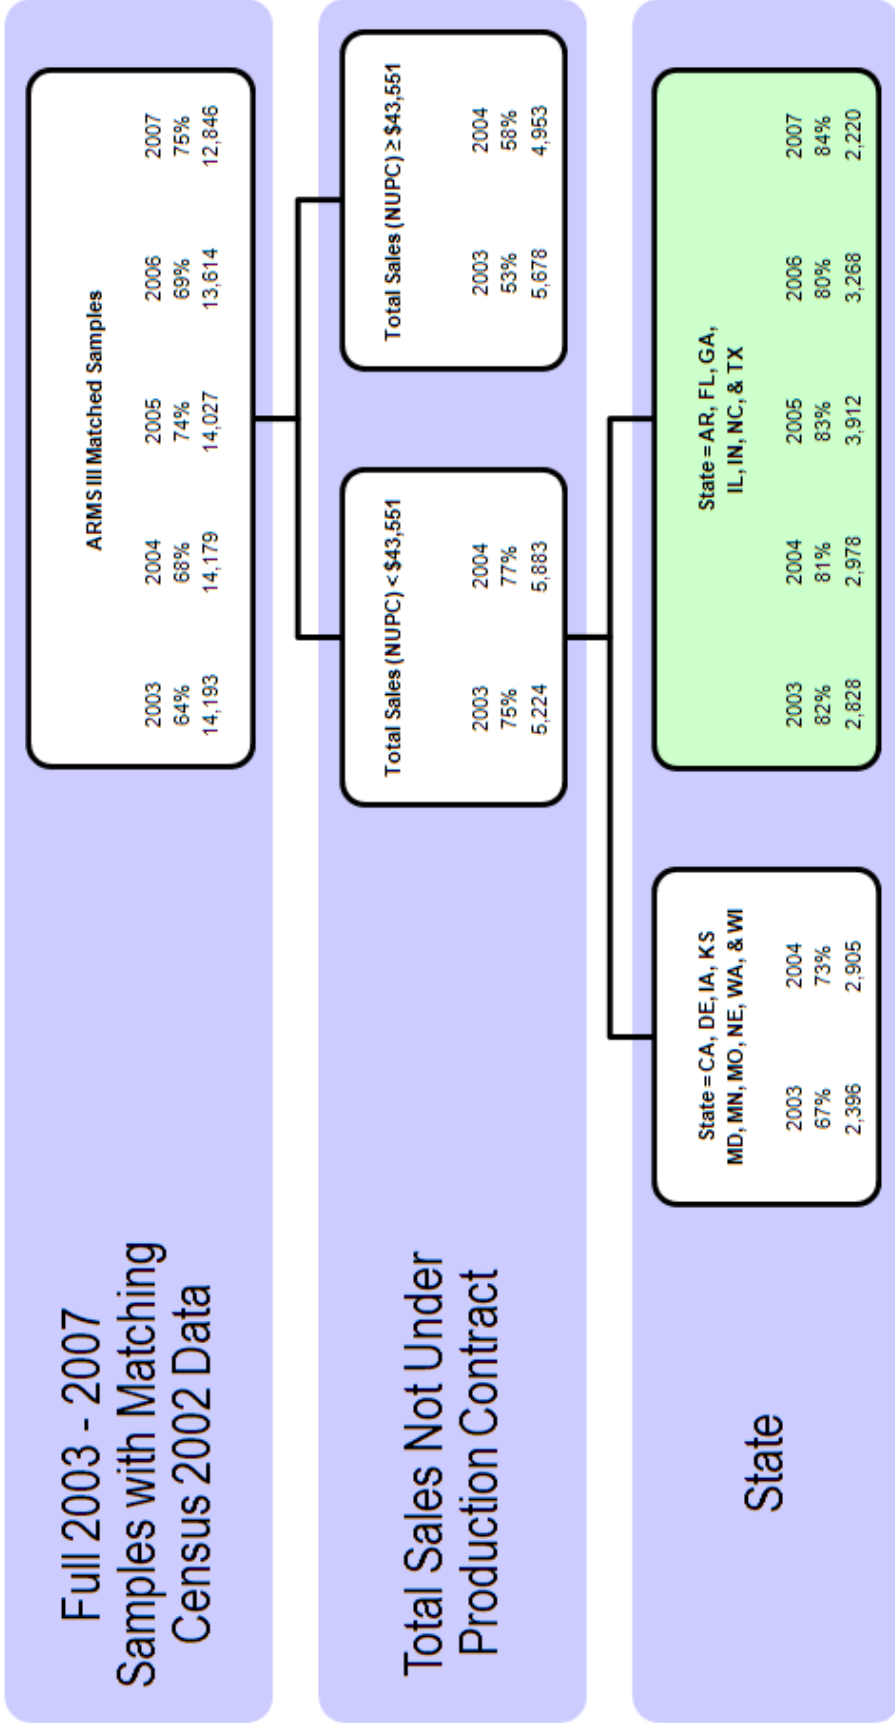 Full 2003 - 2007
Samples with Matching
Census 2002 Data
ARMS III Matched Samples
2003 2004 2005 2006 2007
64% 68% 74% 69% 75%
14,193 14,179 14,027 13,614 12,846
Total Sales Not Under
Production Contract
Total Sales (NUPC) < $43,551
2003 2004
75% 77%
5,224 5,883
Total Sales (NUPC) ≥ $43,551
2003 2004
53% 58%
5,678 4,953
State
State = CA, DE, IA, KS
MD, MN, MO, NE, WA, & WI
2003 2004
67% 73%
2,396 2,905
State = AR, FL, GA,
IL, IN, NC, & TX
2003 2004 2005 2006 2007
82% 81% 83% 80% 84%
2,828 2,978 3,912 3,268 2,220